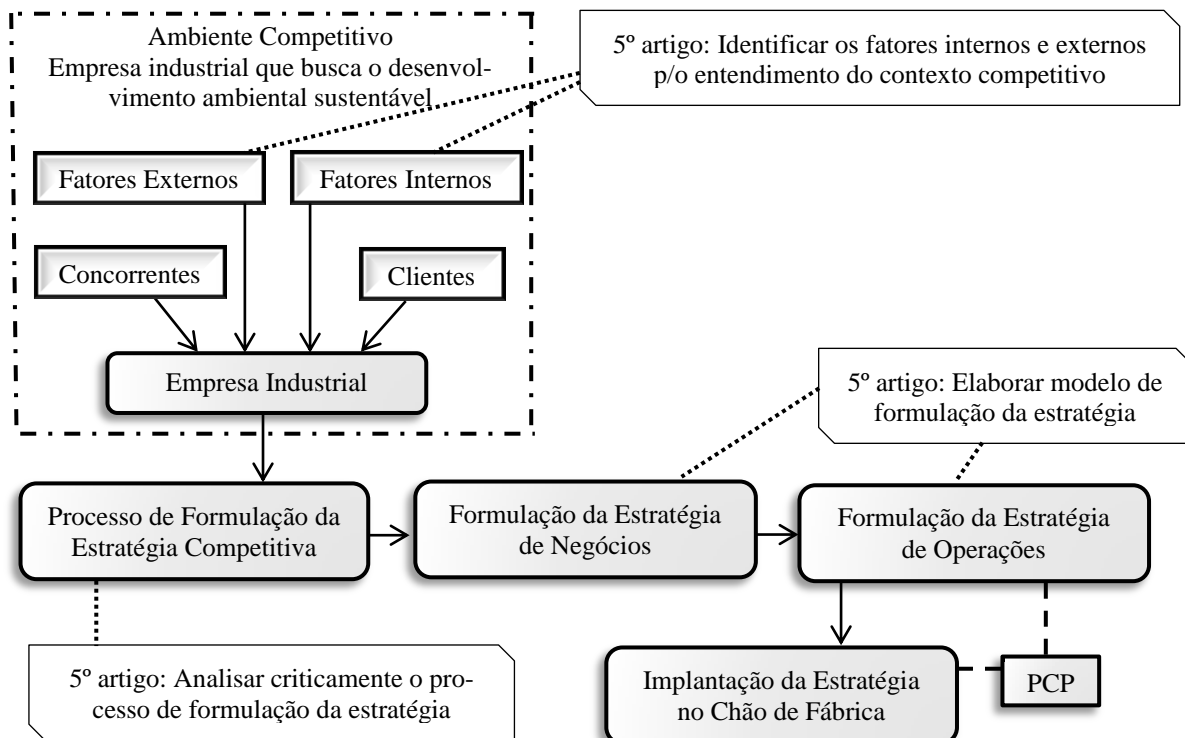 Ambiente Competitivo
Empresa industrial que busca o desenvol-
vimento ambiental sustentável
5º artigo: Identificar os fatores internos e externos
p/o entendimento do contexto competitivo
Fatores Externos
Fatores Internos
Concorrentes
Clientes
Empresa Industrial
5º artigo: Elaborar modelo de
formulação da estratégia
Processo de Formulação da
Estratégia Competitiva
Formulação da Estratégia
de Negócios
Formulação da Estratégia
de Operações
5º artigo: Analisar criticamente o pro-
cesso de formulação da estratégia
Implantação da Estratégia
no Chão de Fábrica
PCP